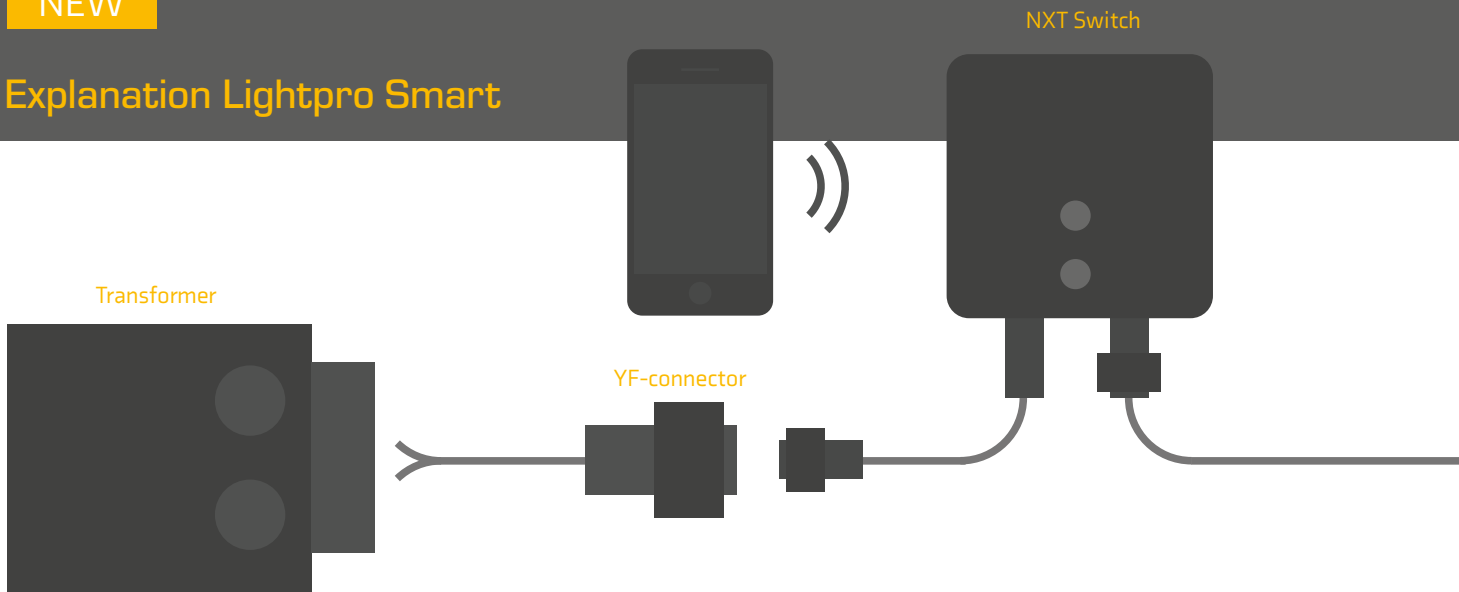 NEW
NXT Switch
Explanation Lightpro Smart
Transformer
YF-connector